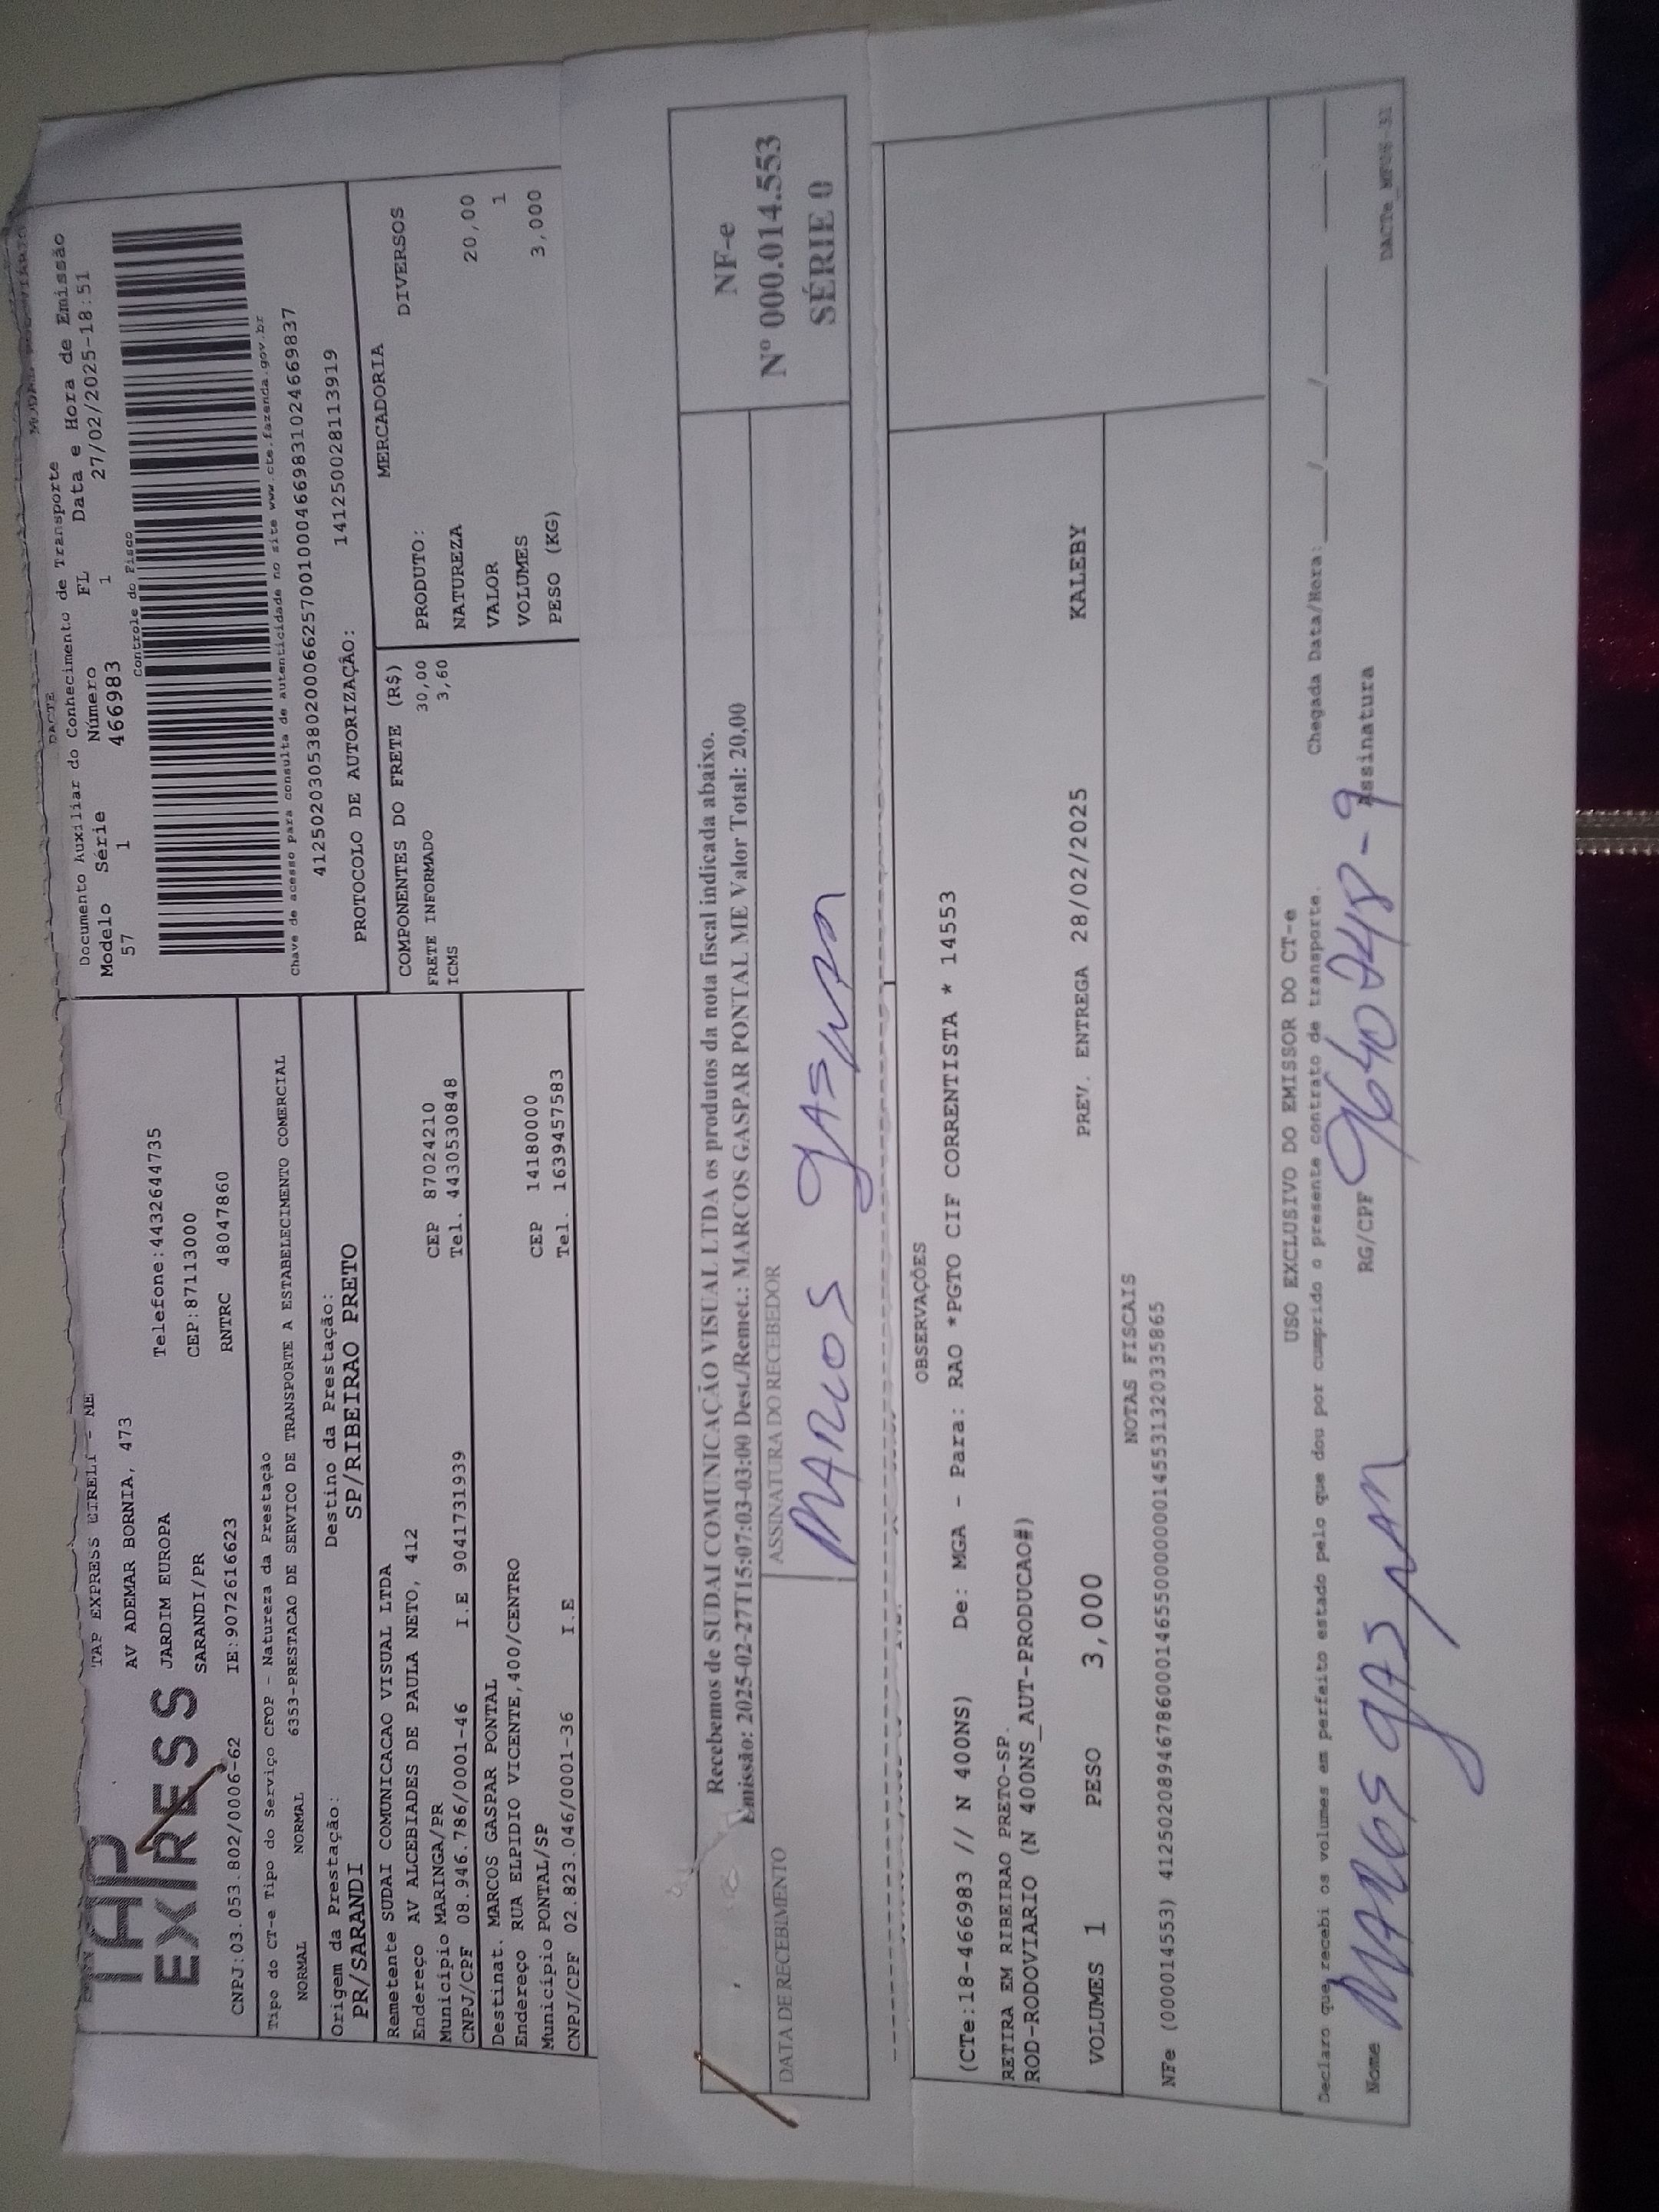 DACTE
Documento Auxiliar do Conhecimento de Transporte
TAP
EXPRESS
TAP EXPRESS EIRELI - ME
AV ADEMAR BORNIA, 473
JARDIM EUROPA Telefone:4432644735
SARANDI/PR CEP:87113000
CNPJ:03.053.802/0006-62 IE:9072616623 RNTRC 48047860
Modelo Série Número FL Data e Hora de Emissão
57 1 466983 1 27/02/2025-18:51
Controle do Fisco
Chave de acesso para consulta de autenticidade no site www.cte.fazenda.gov.br
41250203053802000662570010004669831024669837
PROTOCOLO DE AUTORIZAÇÃO: 141250028113919
Tipo do CT-e Tipo do Serviço CFOP - Natureza da Prestação
NORMAL NORMAL 6353-PRESTACAO DE SERVICO DE TRANSPORTE A ESTABELECIMENTO COMERCIAL
Origem da Prestação: Destino da Prestação:
PR/SARANDI SP/RIBEIRAO PRETO
Remetente SUDAI COMUNICACAO VISUAL LTDA
Endereço AV ALCEBIADES DE PAULA NETO, 412
Município MARINGA/PR CEP 87024210
CNPJ/CPF 08.946.786/0001-46 I.E 9041731939 Tel. 4430530848
Destinat. MARCOS GASPAR PONTAL
Endereço RUA ELPIDIO VICENTE,400/CENTRO
Município PONTAL/SP CEP 14180000
CNPJ/CPF 02.823.046/0001-36 I.E Tel. 1639457583
COMPONENTES DO FRETE (R$)
FRETE INFORMADO 30,00
ICMS 3,60
MERCADORIA
PRODUTO: DIVERSOS
NATUREZA
VALOR 20,00
VOLUMES 1
PESO (KG) 3,000
Recebemos de SUDAI COMUNICAÇÃO VISUAL LTDA os produtos da nota fiscal indicada abaixo.
Emissão: 2025-02-27T15:07:03-03:00 Dest./Remet.: MARCOS GASPAR PONTAL ME Valor Total: 20,00
DATA DE RECEBIMENTO ASSINATURA DO RECEBEDOR
MARCOS GASPAR
NF-e
Nº 000.014.553
SÉRIE 0
OBSERVAÇÕES
(CTe:18-466983 // N 400NS) De: MGA - Para: RAO *PGTO CIF CORRENTISTA * 14553
RETIRA EM RIBEIRAO PRETO-SP.
ROD-RODOVIARIO (N 400NS_AUT-PRODUCAO#)
VOLUMES 1 PESO 3,000 PREV. ENTREGA 28/02/2025 KALEBY
NOTAS FISCAIS
NFe (000014553) 41250208946786000146550000000145531320335865
USO EXCLUSIVO DO EMISSOR DO CT-e
Declaro que recebi os volumes em perfeito estado pelo que dou por cumprido o presente contrato de transporte. Chegada Data/Hora:____/____/____ ___:___
Nome RG/CPF Assinatura
DACTe_